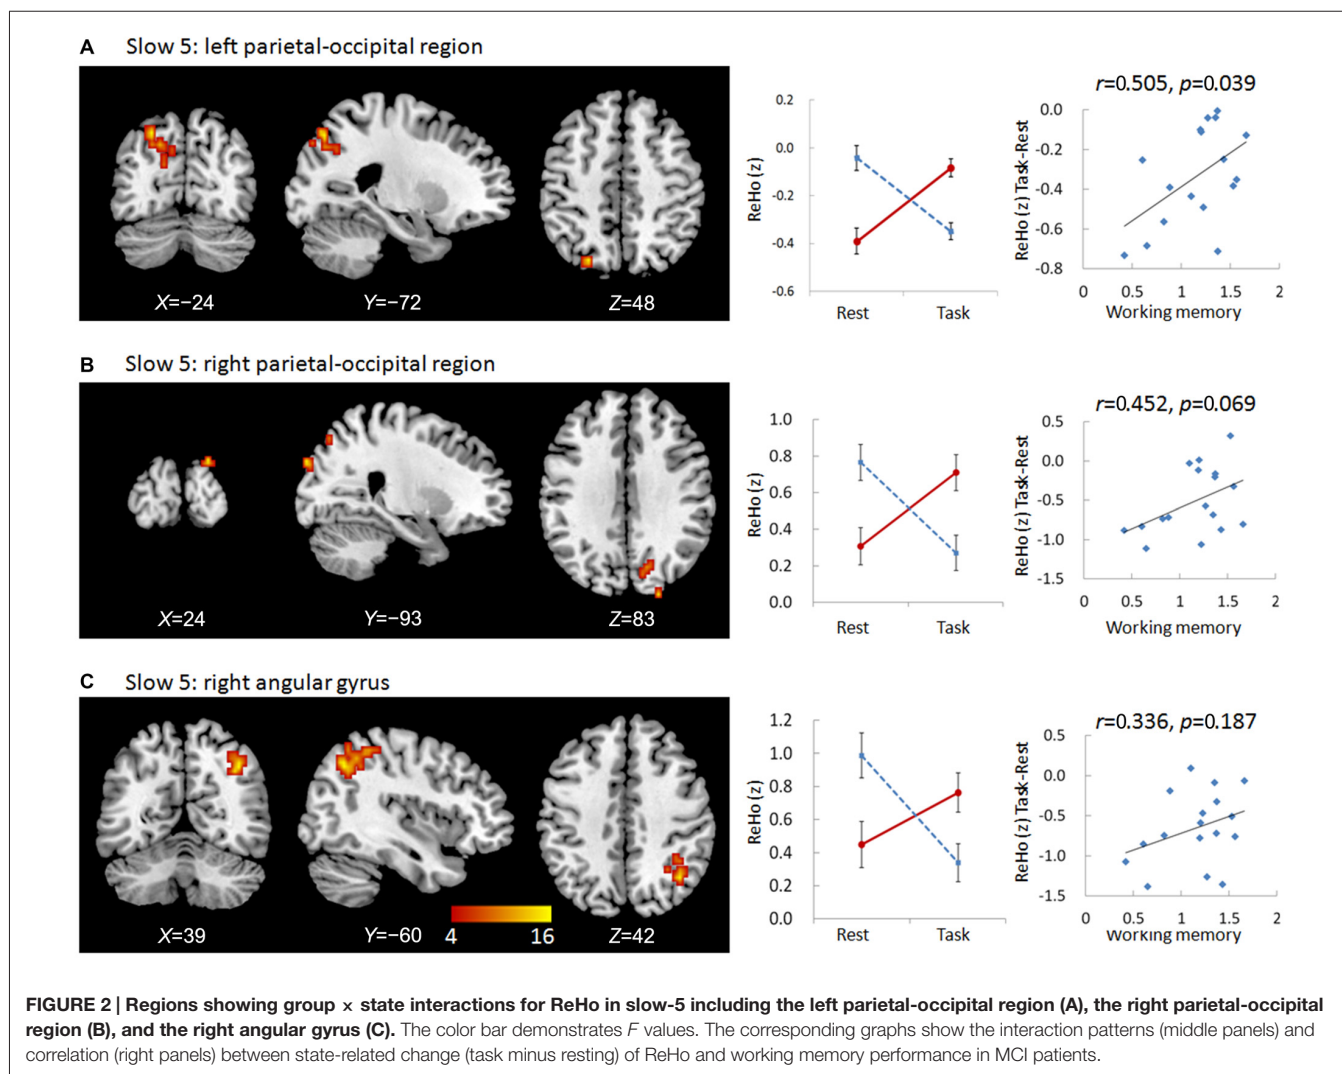 A Slow 5: left parietal-occipital region
X=−24 Y=−72 Z=48
0.2
0.0
-0.2
-0.4
-0.6
ReHo (z)
Rest Task
r=0.505, p=0.039
0.0
-0.2
-0.4
-0.6
-0.8
ReHo (z) Task-Rest
0 0.5 1 1.5 2
Working memory
B Slow 5: right parietal-occipital region
X=24 Y=−93 Z=83
1.0
0.8
0.6
0.4
0.2
0.0
ReHo (z)
Rest Task
r=0.452, p=0.069
0.5
0.0
-0.5
-1.0
-1.5
ReHo (z) Task-Rest
0 0.5 1 1.5 2
Working memory
C Slow 5: right angular gyrus
X=39 Y=−60 Z=42
4 16
1.2
1.0
0.8
0.6
0.4
0.2
0.0
ReHo (z)
Rest Task
r=0.336, p=0.187
0.5
0.0
-0.5
-1.0
-1.5
ReHo (z) Task-Rest
0 0.5 1 1.5 2
Working memory
FIGURE 2 | Regions showing group × state interactions for ReHo in slow-5 including the left parietal-occipital region (A), the right parietal-occipital
region (B), and the right angular gyrus (C). The color bar demonstrates F values. The corresponding graphs show the interaction patterns (middle panels) and
correlation (right panels) between state-related change (task minus resting) of ReHo and working memory performance in MCI patients.